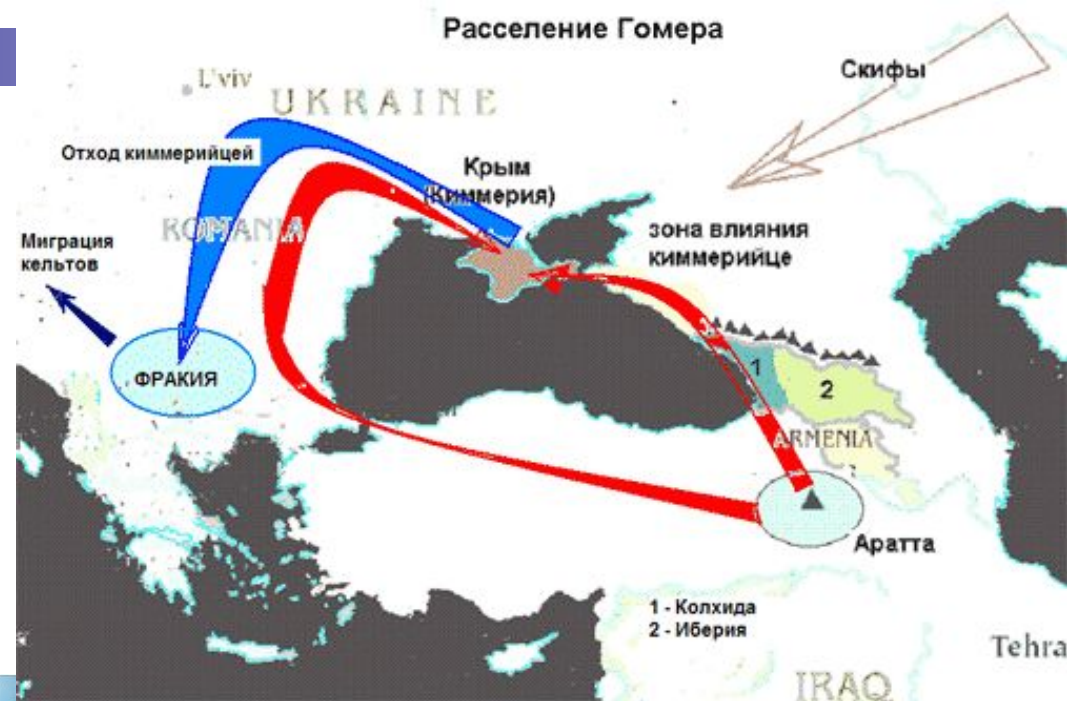 Расселение Гомера
Скифы
L'viv
UKRAINE
Отход киммерийцей
Крым
(Киммерия)
ROMANIA
Миграция
кельтов
зона влияния
киммерийце
ФРАКИЯ
1
2
ARMENIA
Аратта
1 - Колхида
2 - Иберия
Tehra
IRAQ